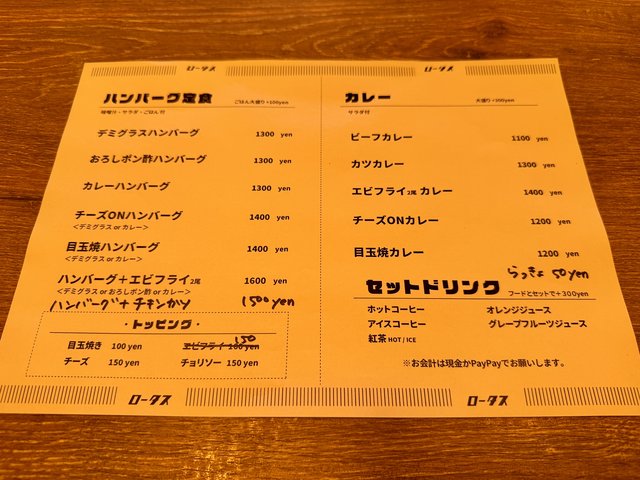 ロータス
ロータス
ハンバーグ定食 ごはん大盛り+100yen
味噌汁・サラダ・ごはん付
デミグラスハンバーグ 1300 yen
おろしポン酢ハンバーグ 1300 yen
カレーハンバーグ 1300 yen
チーズONハンバーグ 1400 yen
＜デミグラス or カレー＞
目玉焼ハンバーグ 1400 yen
＜デミグラス or カレー＞
ハンバーグ＋エビフライ2尾 1600 yen
＜デミグラス or おろしポン酢 or カレー＞
ハンバーグ+チキンカツ 1500 yen
・トッピング・
目玉焼き 100 yen
エビフライ 160 yen 150
チーズ 150 yen
チョリソー 150 yen
カレー 大盛り+100yen
サラダ付
ビーフカレー 1100 yen
カツカレー 1300 yen
エビフライ2尾 カレー 1400 yen
チーズONカレー 1200 yen
目玉焼カレー 1200 yen
らっきょ 50yen
セットドリンク フードとセットで+300yen
ホットコーヒー
アイスコーヒー
紅茶 HOT / ICE
オレンジジュース
グレープフルーツジュース
※お会計は現金かPayPayでお願いします。
ロータス
ロータス